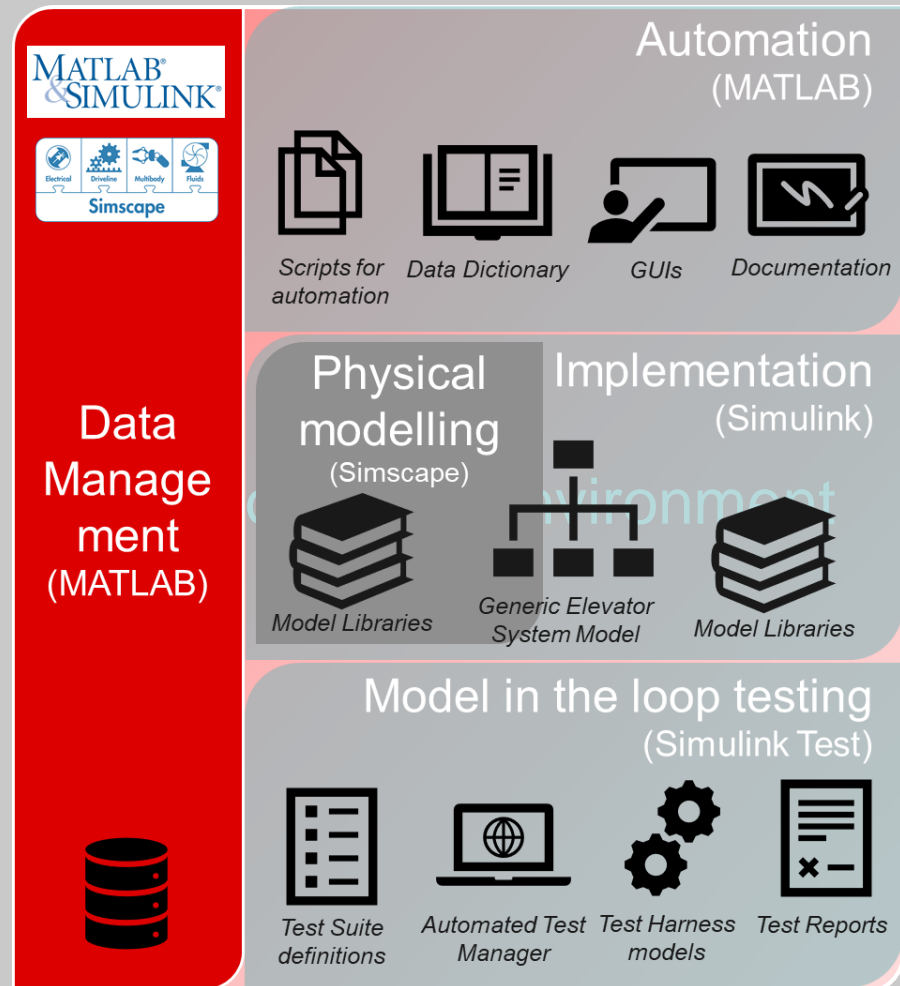 MATLAB®
&SIMULINK®
Electrical
Driveline
Multibody
Fluids
Simscape
Data
Manage
ment
(MATLAB)
Automation
(MATLAB)
Scripts for
automation
Data Dictionary
GUIs
Documentation
Physical
modelling
(Simscape)
Model Libraries
Implementation
(Simulink)
Generic Elevator
System Model
Model Libraries
Model in the loop testing
(Simulink Test)
Test Suite
definitions
Automated Test
Manager
Test Harness
models
Test Reports